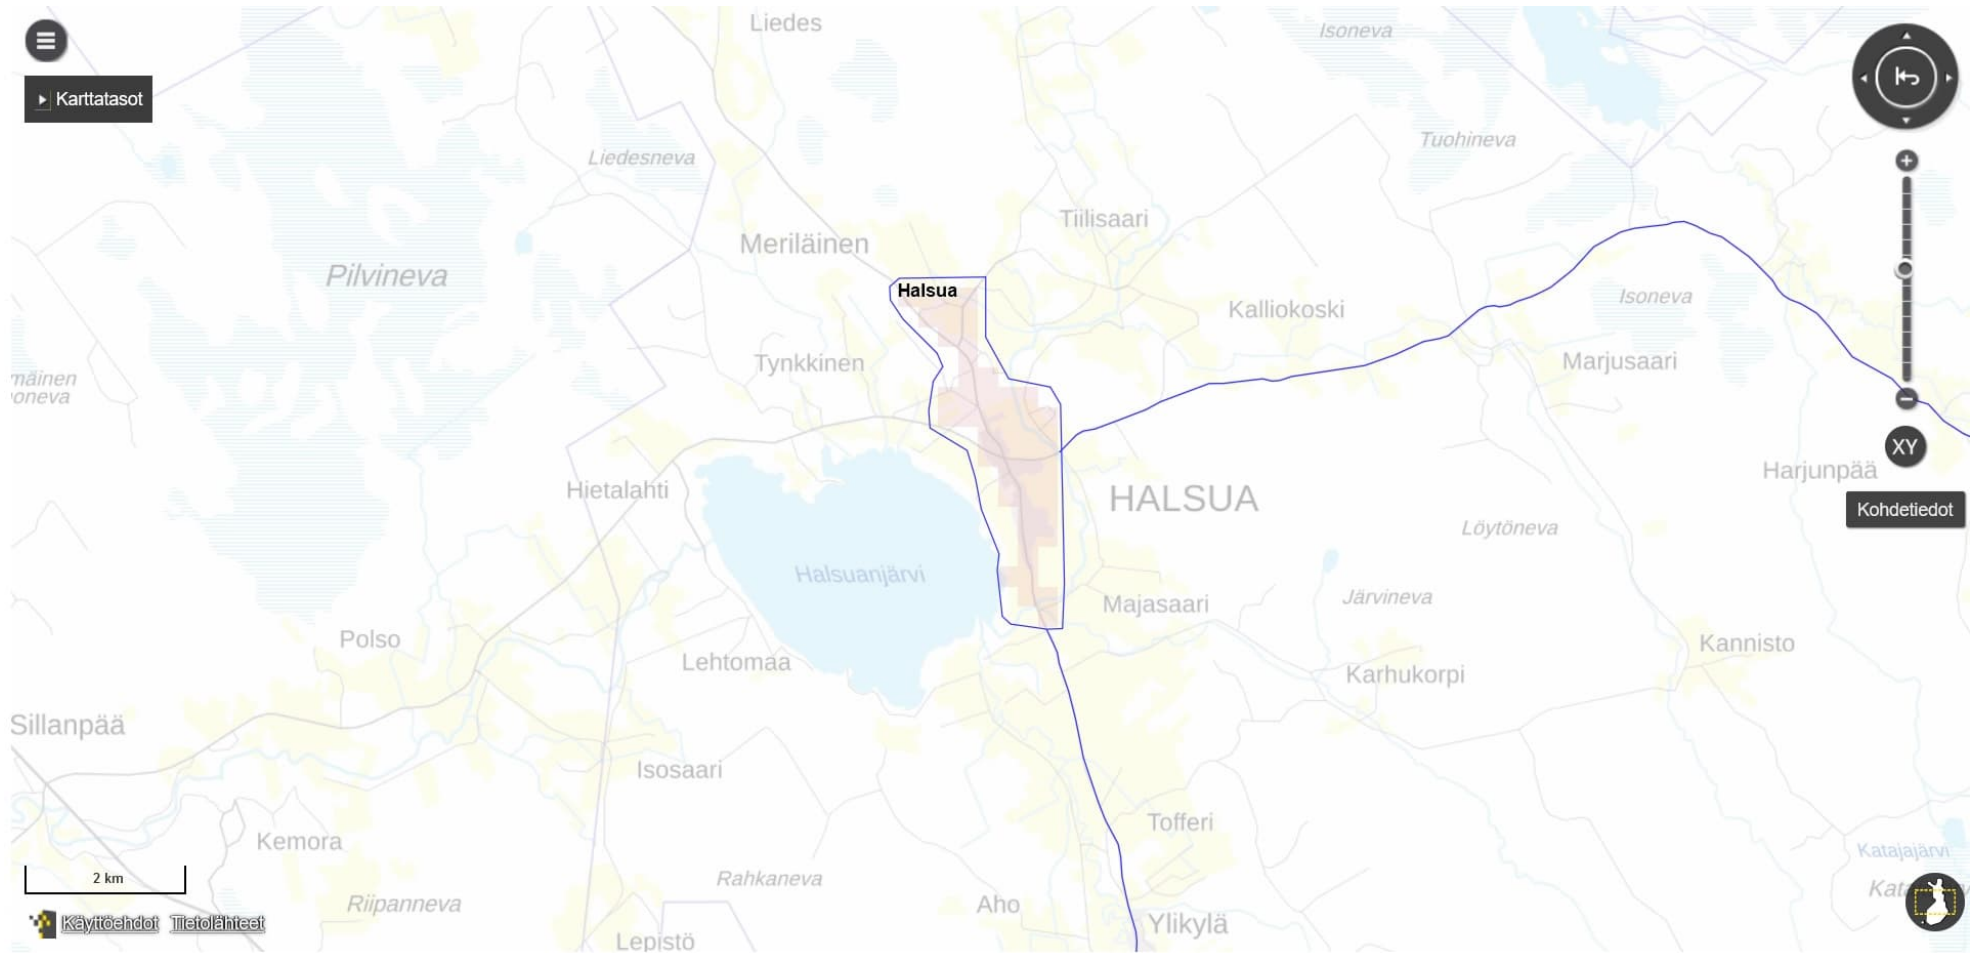 Liedes
Isoneva
Karttatasot
Tuohineva
Liedesneva
Tiilisaari
Meriläinen
Pilvineva
Halsua
Isoneva
Kalliokoski
Tynkkinen
Marjusaari
mäinen
oneva
XY
Harjunpää
Hietalahti
HALSUA
Kohdetiedot
Löytöneva
Halsuanjärvi
Järvineva
Majasaari
Polso
Kannisto
Lehtomaa
Karhukorpi
Sillanpää
Isosaari
Tofferi
Kemora
Katajajärvi
2 km
Rahkaneva
Kata
Riipanneva
Aho
Käyttöehdot Tietolähteet
Ylikylä
Lepistö